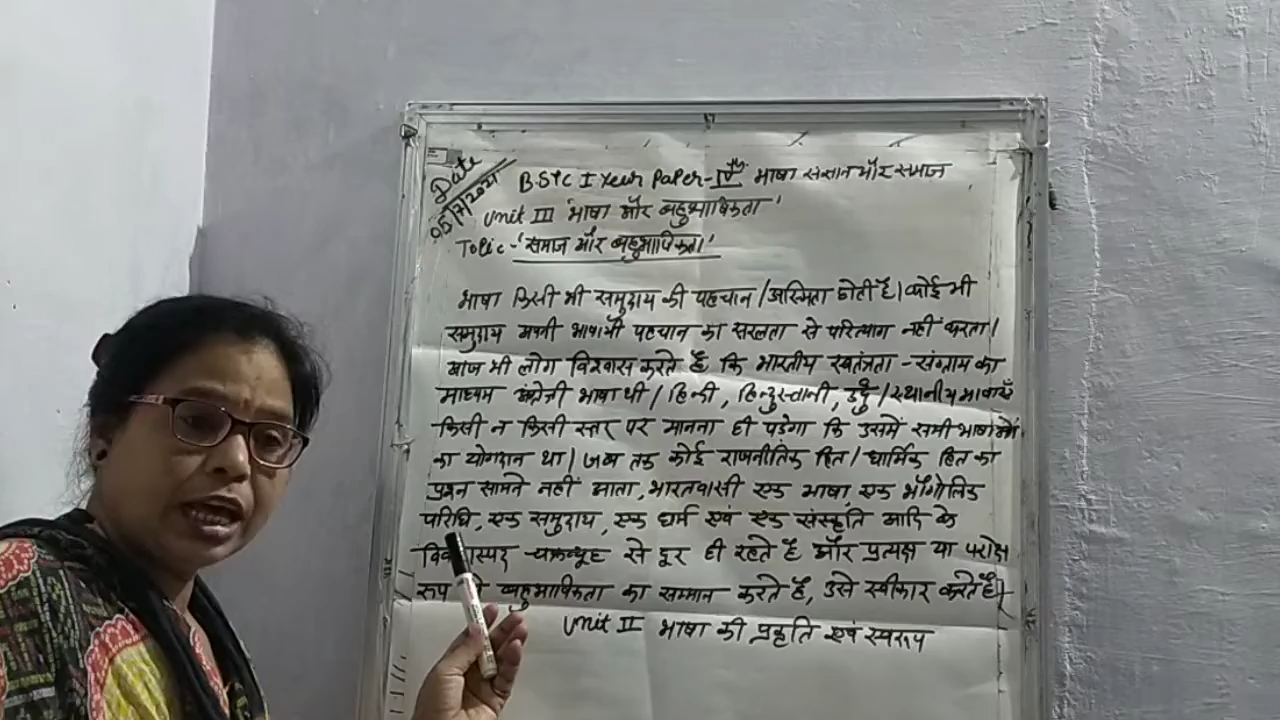 Date
05/7/2021
B.STC I Year Paper-IV भाषा संज्ञान और समाज
Unit III 'भाषा और बहुभाषिकता'
Topic-'समाज और बहुभाषिकता'
भाषा किसी भी समुदाय की पहचान/अस्मिता होती है। कोई भी
समुदाय अपनी भाषायी पहचान का सरलता से परित्याग नहीं करता।
आज भी लोग विश्वास करते हैं कि भारतीय स्वतंत्रता-संग्राम का
माध्यम अंग्रेजी भाषा थी/हिन्दी, हिन्दुस्तानी, उर्दू/स्थानीय भाषाएँ
किसी न किसी स्तर पर मानना ही पडेगा कि उसमें सभी भाषाओं
का योगदान था। जब तक कोई राजनीतिक हित/धार्मिक हित का
प्रश्न सामने नहीं आता, भारतवासी एक भाषा, एक भौगोलिक
परिधि, एक समुदाय, एक धर्म एवं एक संस्कृति आदि के
चक्रव्यूह से दूर ही रहते हैं और प्रत्यक्ष या परोक्ष
रूप बहुभाषिकता का सम्मान करते हैं, उसे स्वीकार करते हैं।
Unit II भाषा की प्रकृति एवं स्वरूप